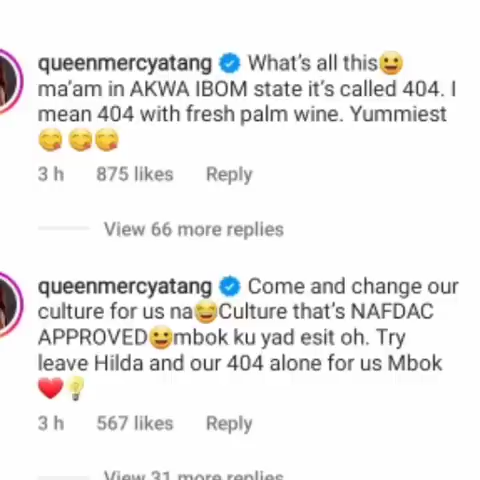 queenmercyatang What's all this😀
ma'am in AKWA IBOM state it's called 404. I
mean 404 with fresh palm wine. Yummiest
😋😋😋
3 h 875 likes Reply
View 66 more replies
queenmercyatang Come and change our
culture for us na😅Culture that's NAFDAC
APPROVED😀mbok ku yad esit oh. Try
leave Hilda and our 404 alone for us Mbok
❤️💡
3 h 567 likes Reply
View 31 more replies